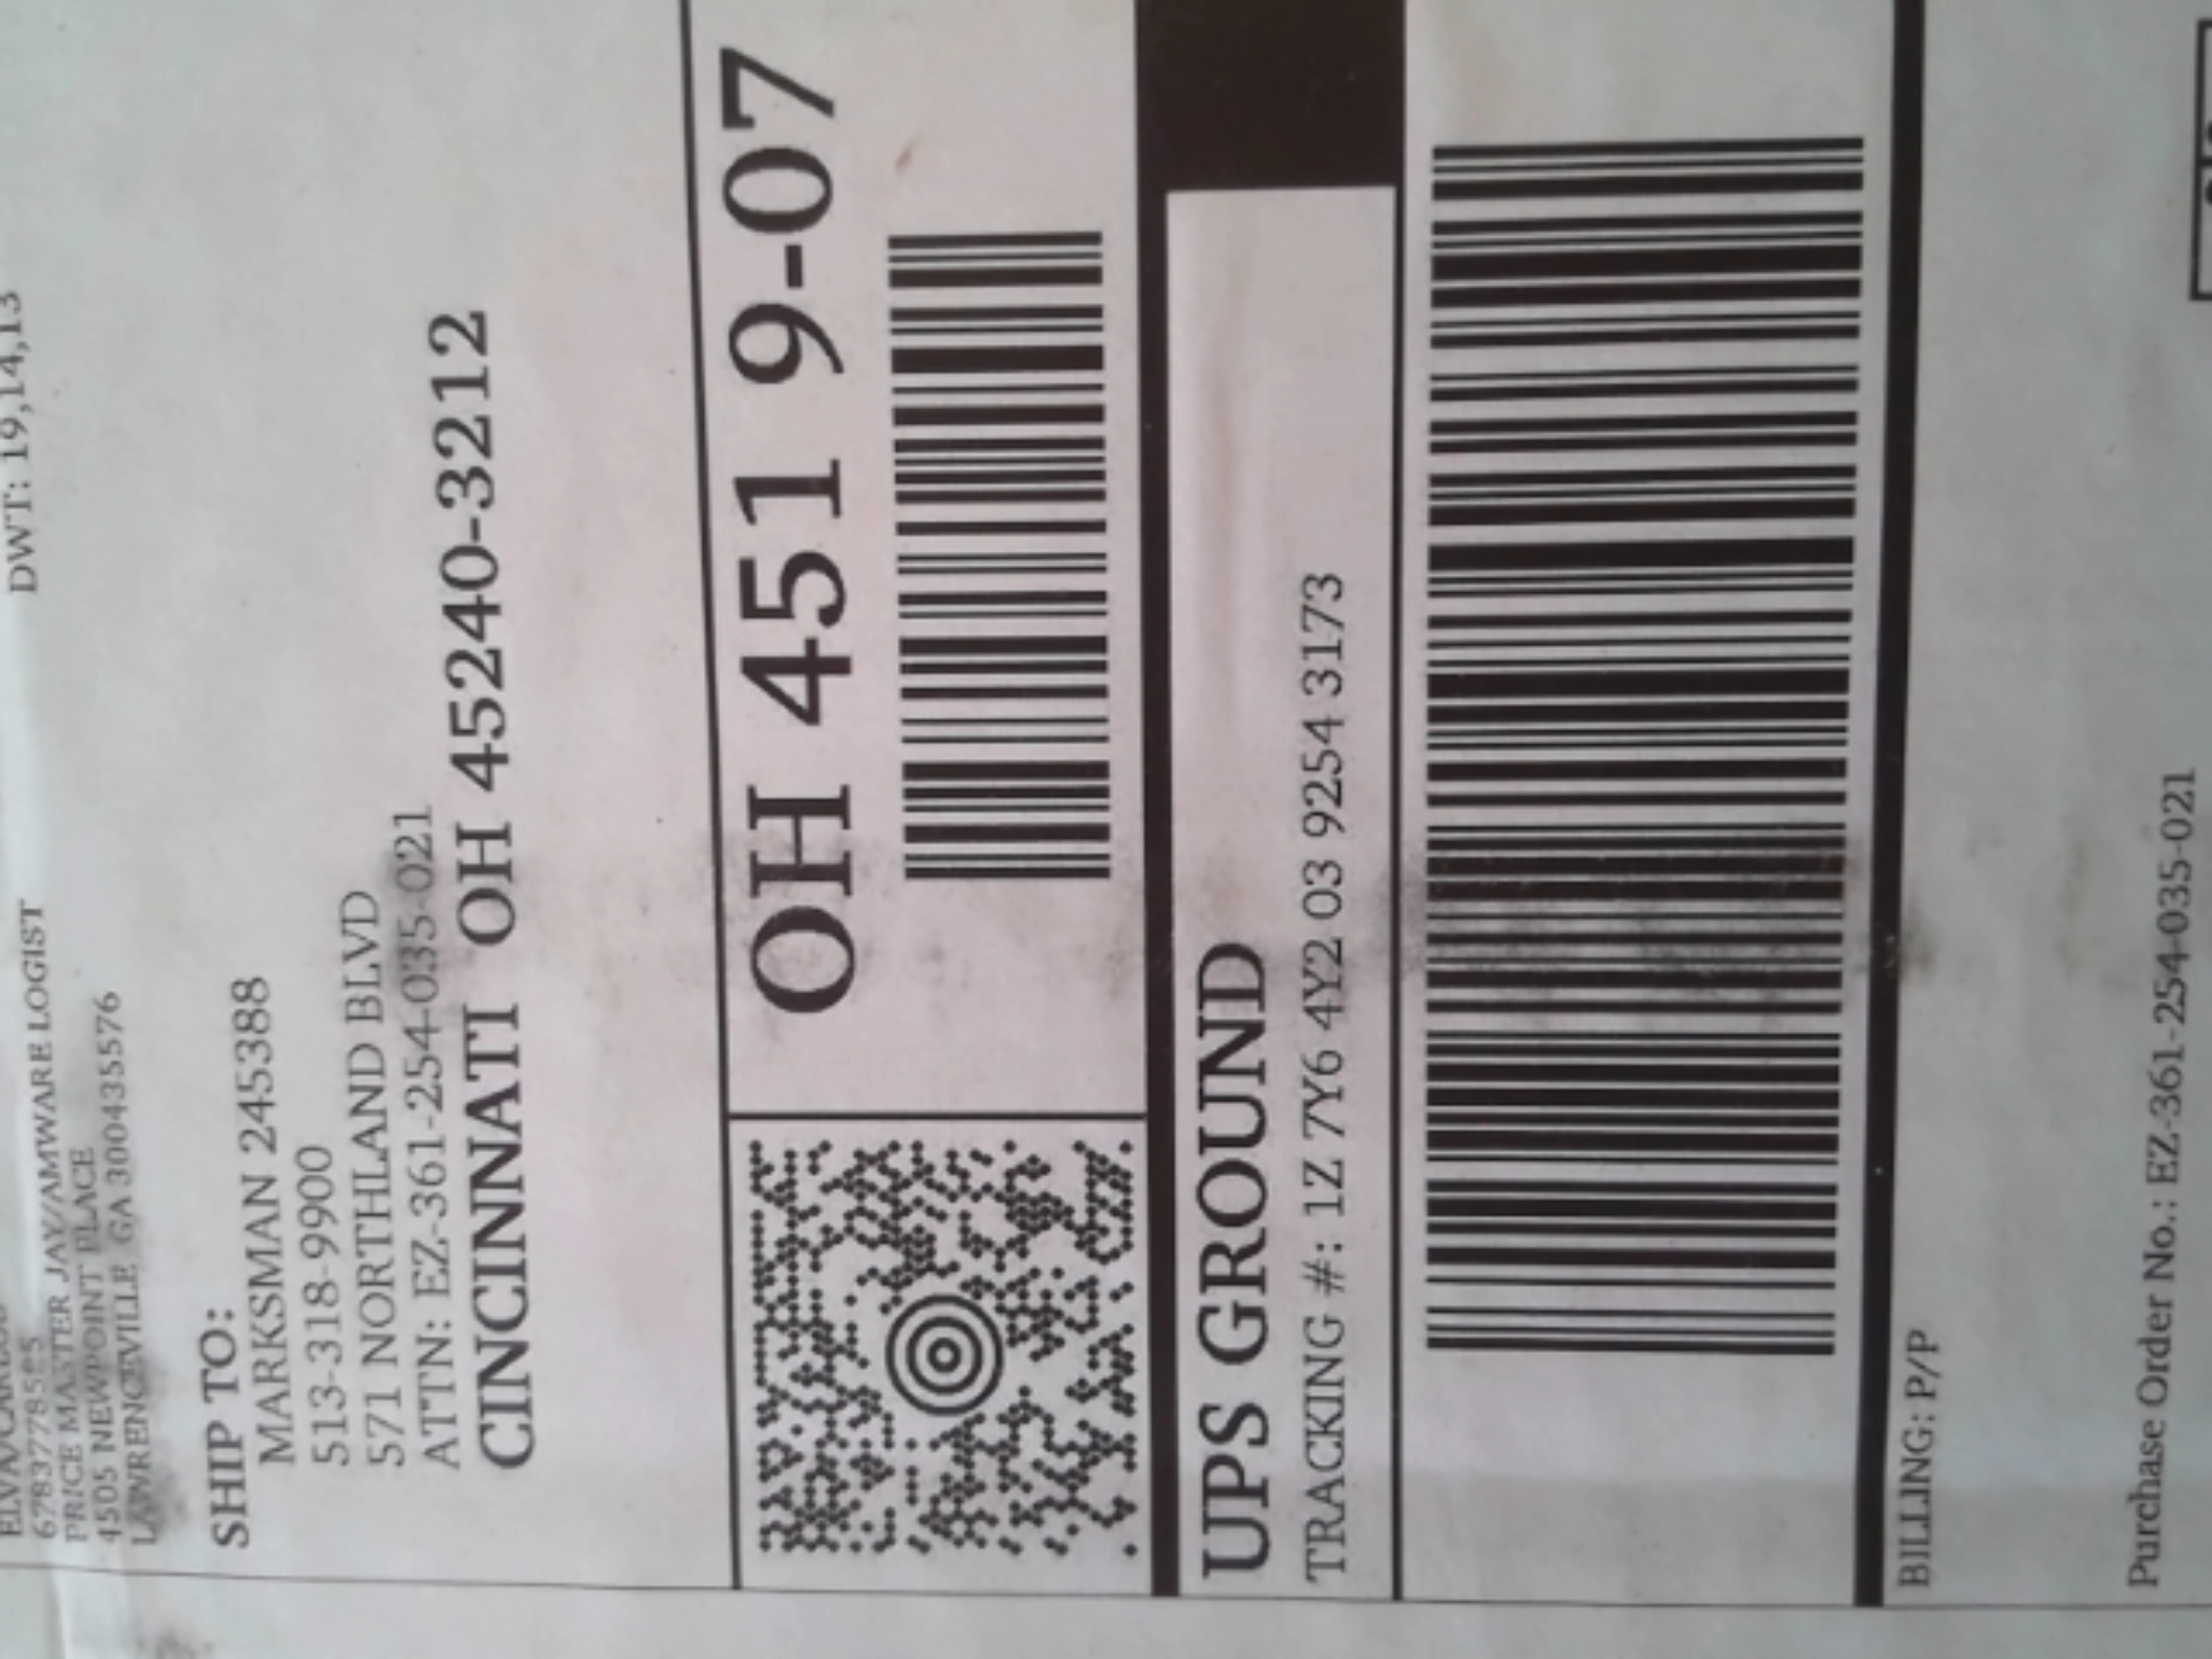 6783778585
PRICE MASTER JAY/AMWARE LOGIST
4505 NEWPOINT PLACE
LAWRENCEVILLE GA 300435576
DWT: 19,14,13
SHIP TO:
MARKSMAN 245388
513-318-9900
571 NORTHLAND BLVD
ATTN: EZ-361-254-035-021
CINCINNATI OH 45240-3212
OH 451 9-07
UPS GROUND
TRACKING #: 1Z 7Y6 4Y2 03 9254 3173
BILLING: P/P
Purchase Order No.: EZ-361-254-035-021